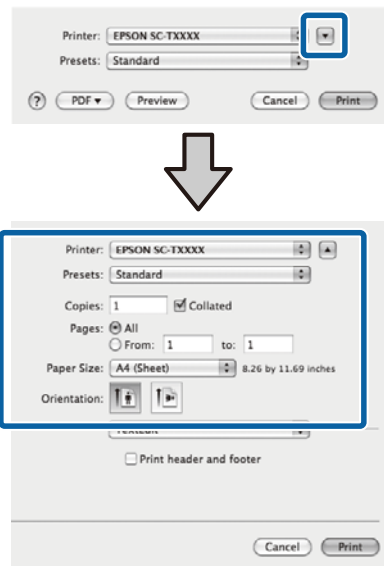 Printer: EPSON SC-TXXXX
Presets: Standard
? PDF▼ Preview Cancel Print
Printer: EPSON SC-TXXXX
Presets: Standard
Copies: 1 Collated
Pages: All
From: 1 to: 1
Paper Size: A4 (Sheet) 8.26 by 11.69 inches
Orientation:
TextEdit
Print header and footer
Cancel Print